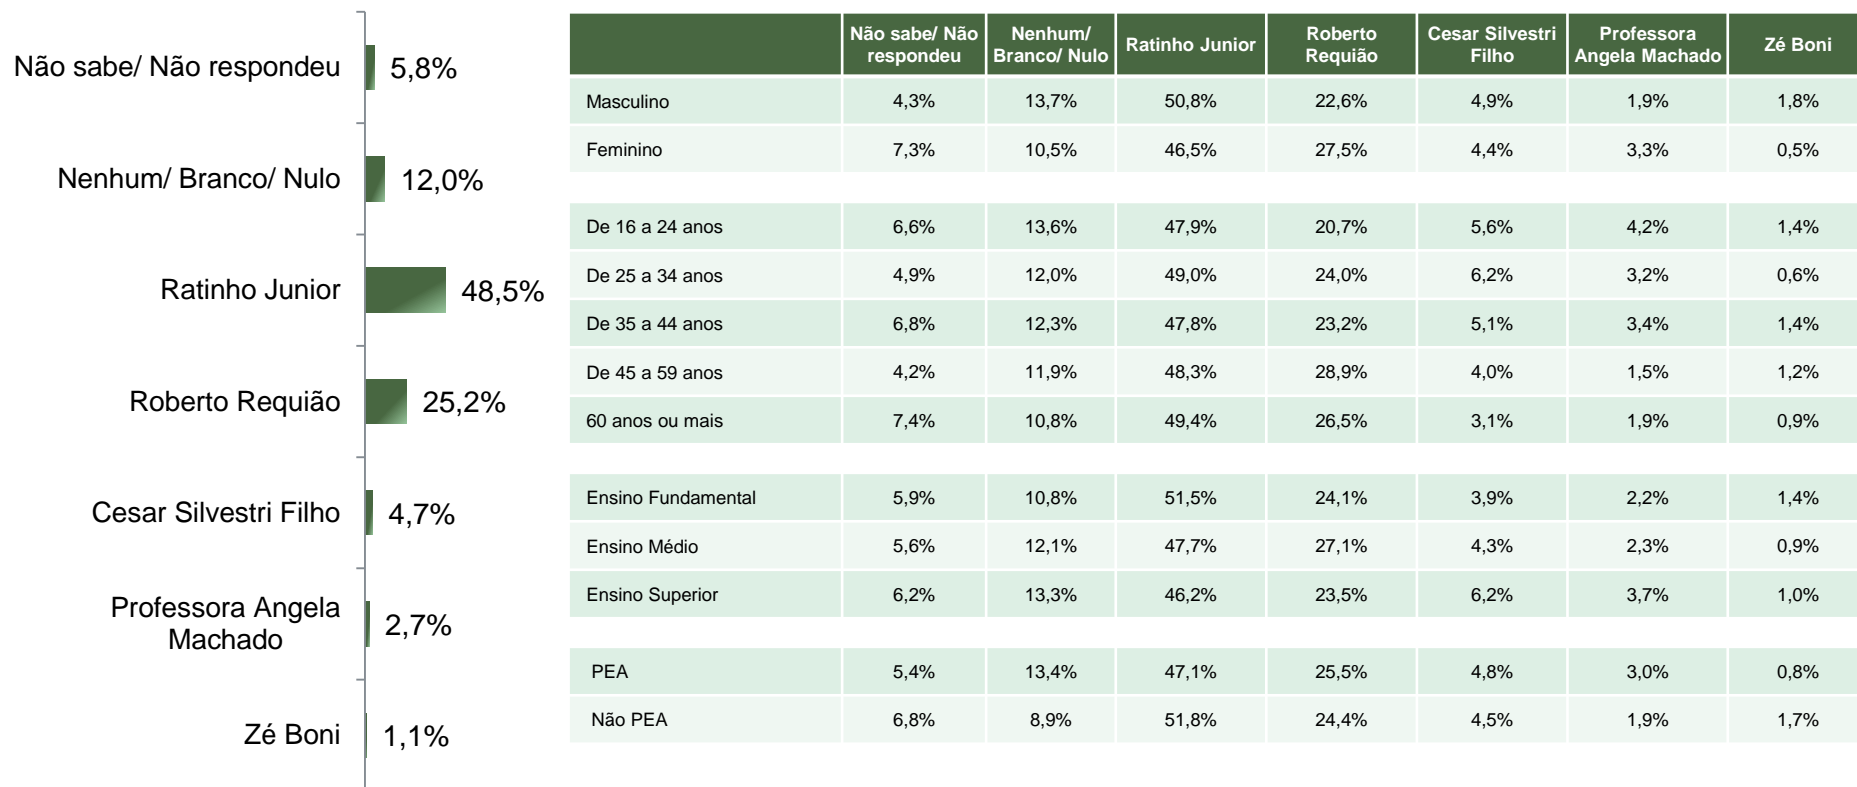 Não sabe/ Não respondeu 5,8%
Nenhum/ Branco/ Nulo 12,0%
Ratinho Junior 48,5%
Roberto Requião 25,2%
Cesar Silvestri Filho 4,7%
Professora Angela
Machado 2,7%
Zé Boni 1,1%
Não sabe/ Não respondeu Nenhum/ Branco/ Nulo Ratinho Junior Roberto Requião Cesar Silvestri Filho Professora Angela Machado Zé Boni
Masculino 4,3% 13,7% 50,8% 22,6% 4,9% 1,9% 1,8%
Feminino 7,3% 10,5% 46,5% 27,5% 4,4% 3,3% 0,5%
De 16 a 24 anos 6,6% 13,6% 47,9% 20,7% 5,6% 4,2% 1,4%
De 25 a 34 anos 4,9% 12,0% 49,0% 24,0% 6,2% 3,2% 0,6%
De 35 a 44 anos 6,8% 12,3% 47,8% 23,2% 5,1% 3,4% 1,4%
De 45 a 59 anos 4,2% 11,9% 48,3% 28,9% 4,0% 1,5% 1,2%
60 anos ou mais 7,4% 10,8% 49,4% 26,5% 3,1% 1,9% 0,9%
Ensino Fundamental 5,9% 10,8% 51,5% 24,1% 3,9% 2,2% 1,4%
Ensino Médio 5,6% 12,1% 47,7% 27,1% 4,3% 2,3% 0,9%
Ensino Superior 6,2% 13,3% 46,2% 23,5% 6,2% 3,7% 1,0%
PEA 5,4% 13,4% 47,1% 25,5% 4,8% 3,0% 0,8%
Não PEA 6,8% 8,9% 51,8% 24,4% 4,5% 1,9% 1,7%